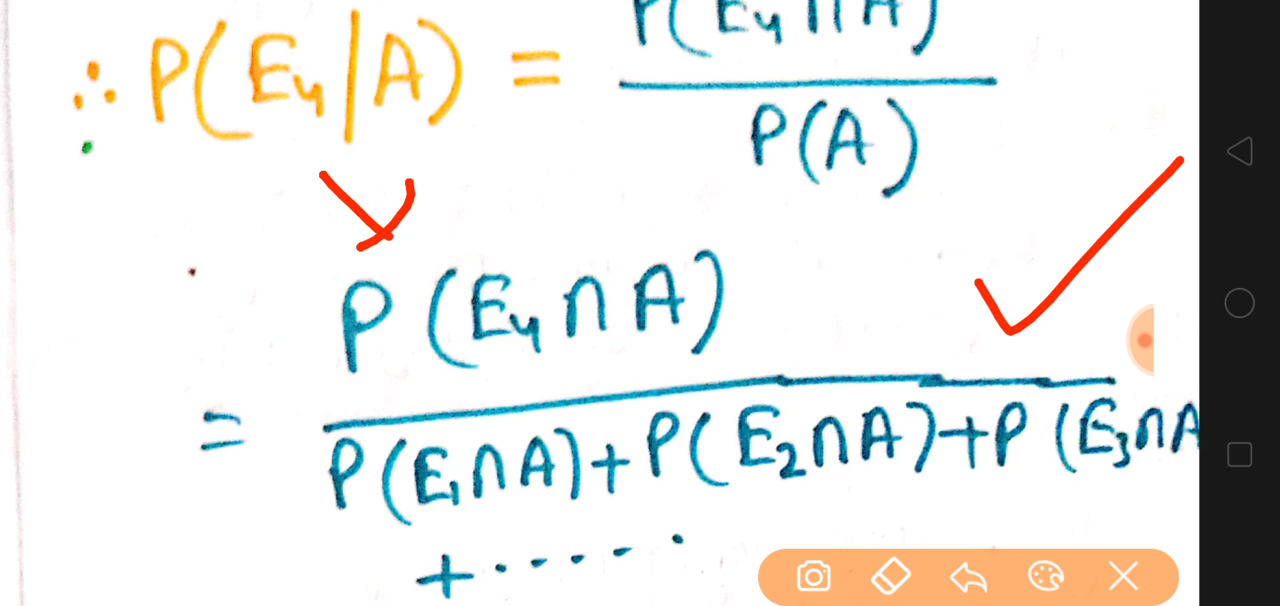 P(E₄∩A)
∴ P(E₄|A) = ─────
P(A)
P(E₄∩A)
=
P(E₁∩A)+P(E₂∩A)+P(E₃∩A
+.....